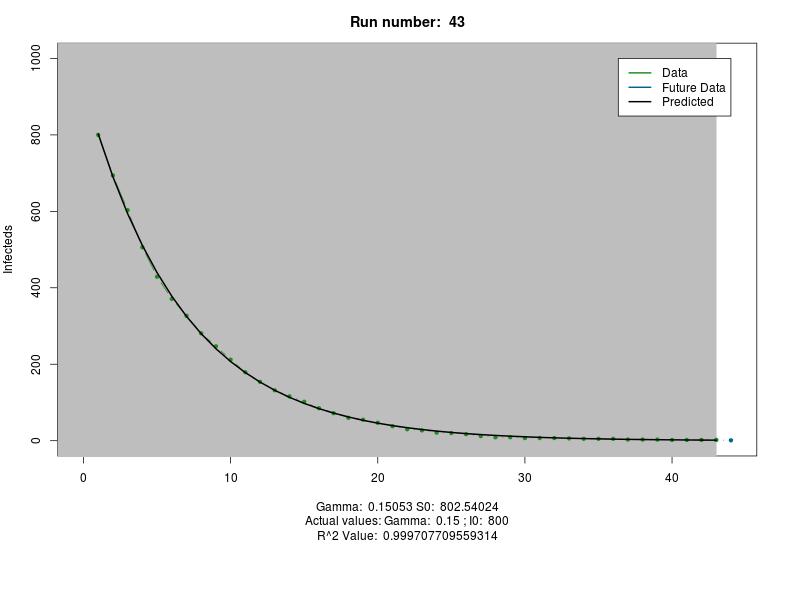 Run number: 43
Infecteds
1000
800
600
400
200
0
Data
Future Data
Predicted
0 10 20 30 40
Gamma: 0.15053 S0: 802.54024
Actual values: Gamma: 0.15 ; I0: 800
R^2 Value: 0.999707709559314